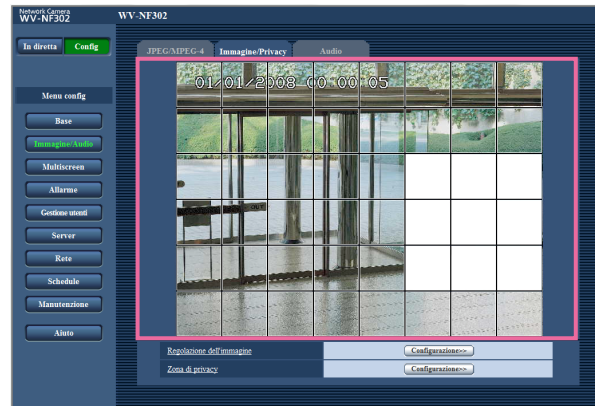 Network Camera
WV-NF302
WV-NF302
In diretta
Config
JPEG/MPEG-4
Immagine/Privacy
Audio
01/01/2008 00:00:05
Menu config
Base
Immagine/Audio
Multiscreen
Allarme
Gestione utenti
Server
Rete
Schedule
Manutenzione
Aiuto
Regolazione dell'immagine
Configurazione>>
Zona di privacy
Configurazione>>